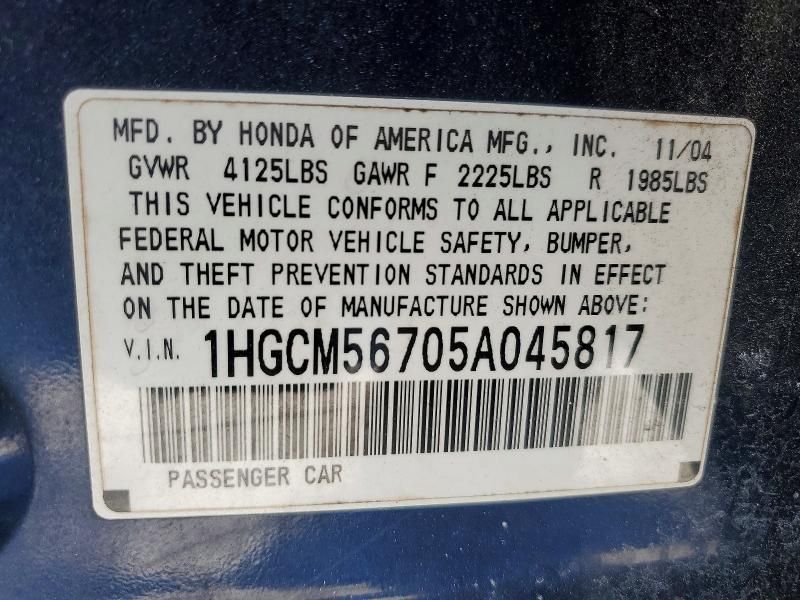 MFD. BY HONDA OF AMERICA MFG., INC. 11/04
GVWR 4125LBS GAWR F 2225LBS R 1985LBS
THIS VEHICLE CONFORMS TO ALL APPLICABLE
FEDERAL MOTOR VEHICLE SAFETY, BUMPER,
AND THEFT PREVENTION STANDARDS IN EFFECT
ON THE DATE OF MANUFACTURE SHOWN ABOVE:
V.I.N. 1HGCM56705A045817
PASSENGER CAR